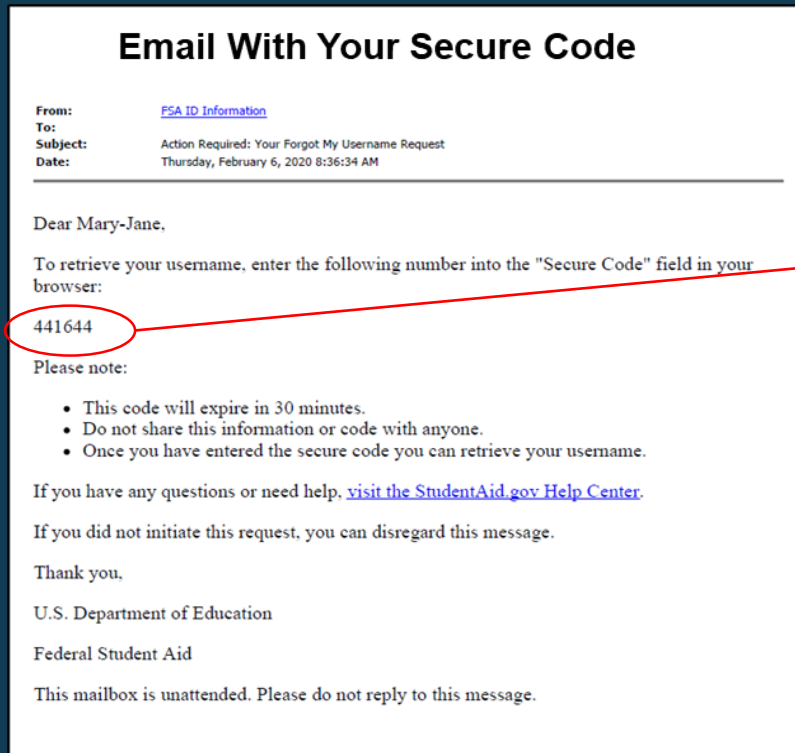 Email With Your Secure Code
From: FSA ID Information
To:
Subject: Action Required: Your Forgot My Username Request
Date: Thursday, February 6, 2020 8:36:34 AM
Dear Mary-Jane,
To retrieve your username, enter the following number into the "Secure Code" field in your
browser:
441644
Please note:
• This code will expire in 30 minutes.
• Do not share this information or code with anyone.
• Once you have entered the secure code you can retrieve your username.
If you have any questions or need help, visit the StudentAid.gov Help Center.
If you did not initiate this request, you can disregard this message.
Thank you,
U.S. Department of Education
Federal Student Aid
This mailbox is unattended. Please do not reply to this message.